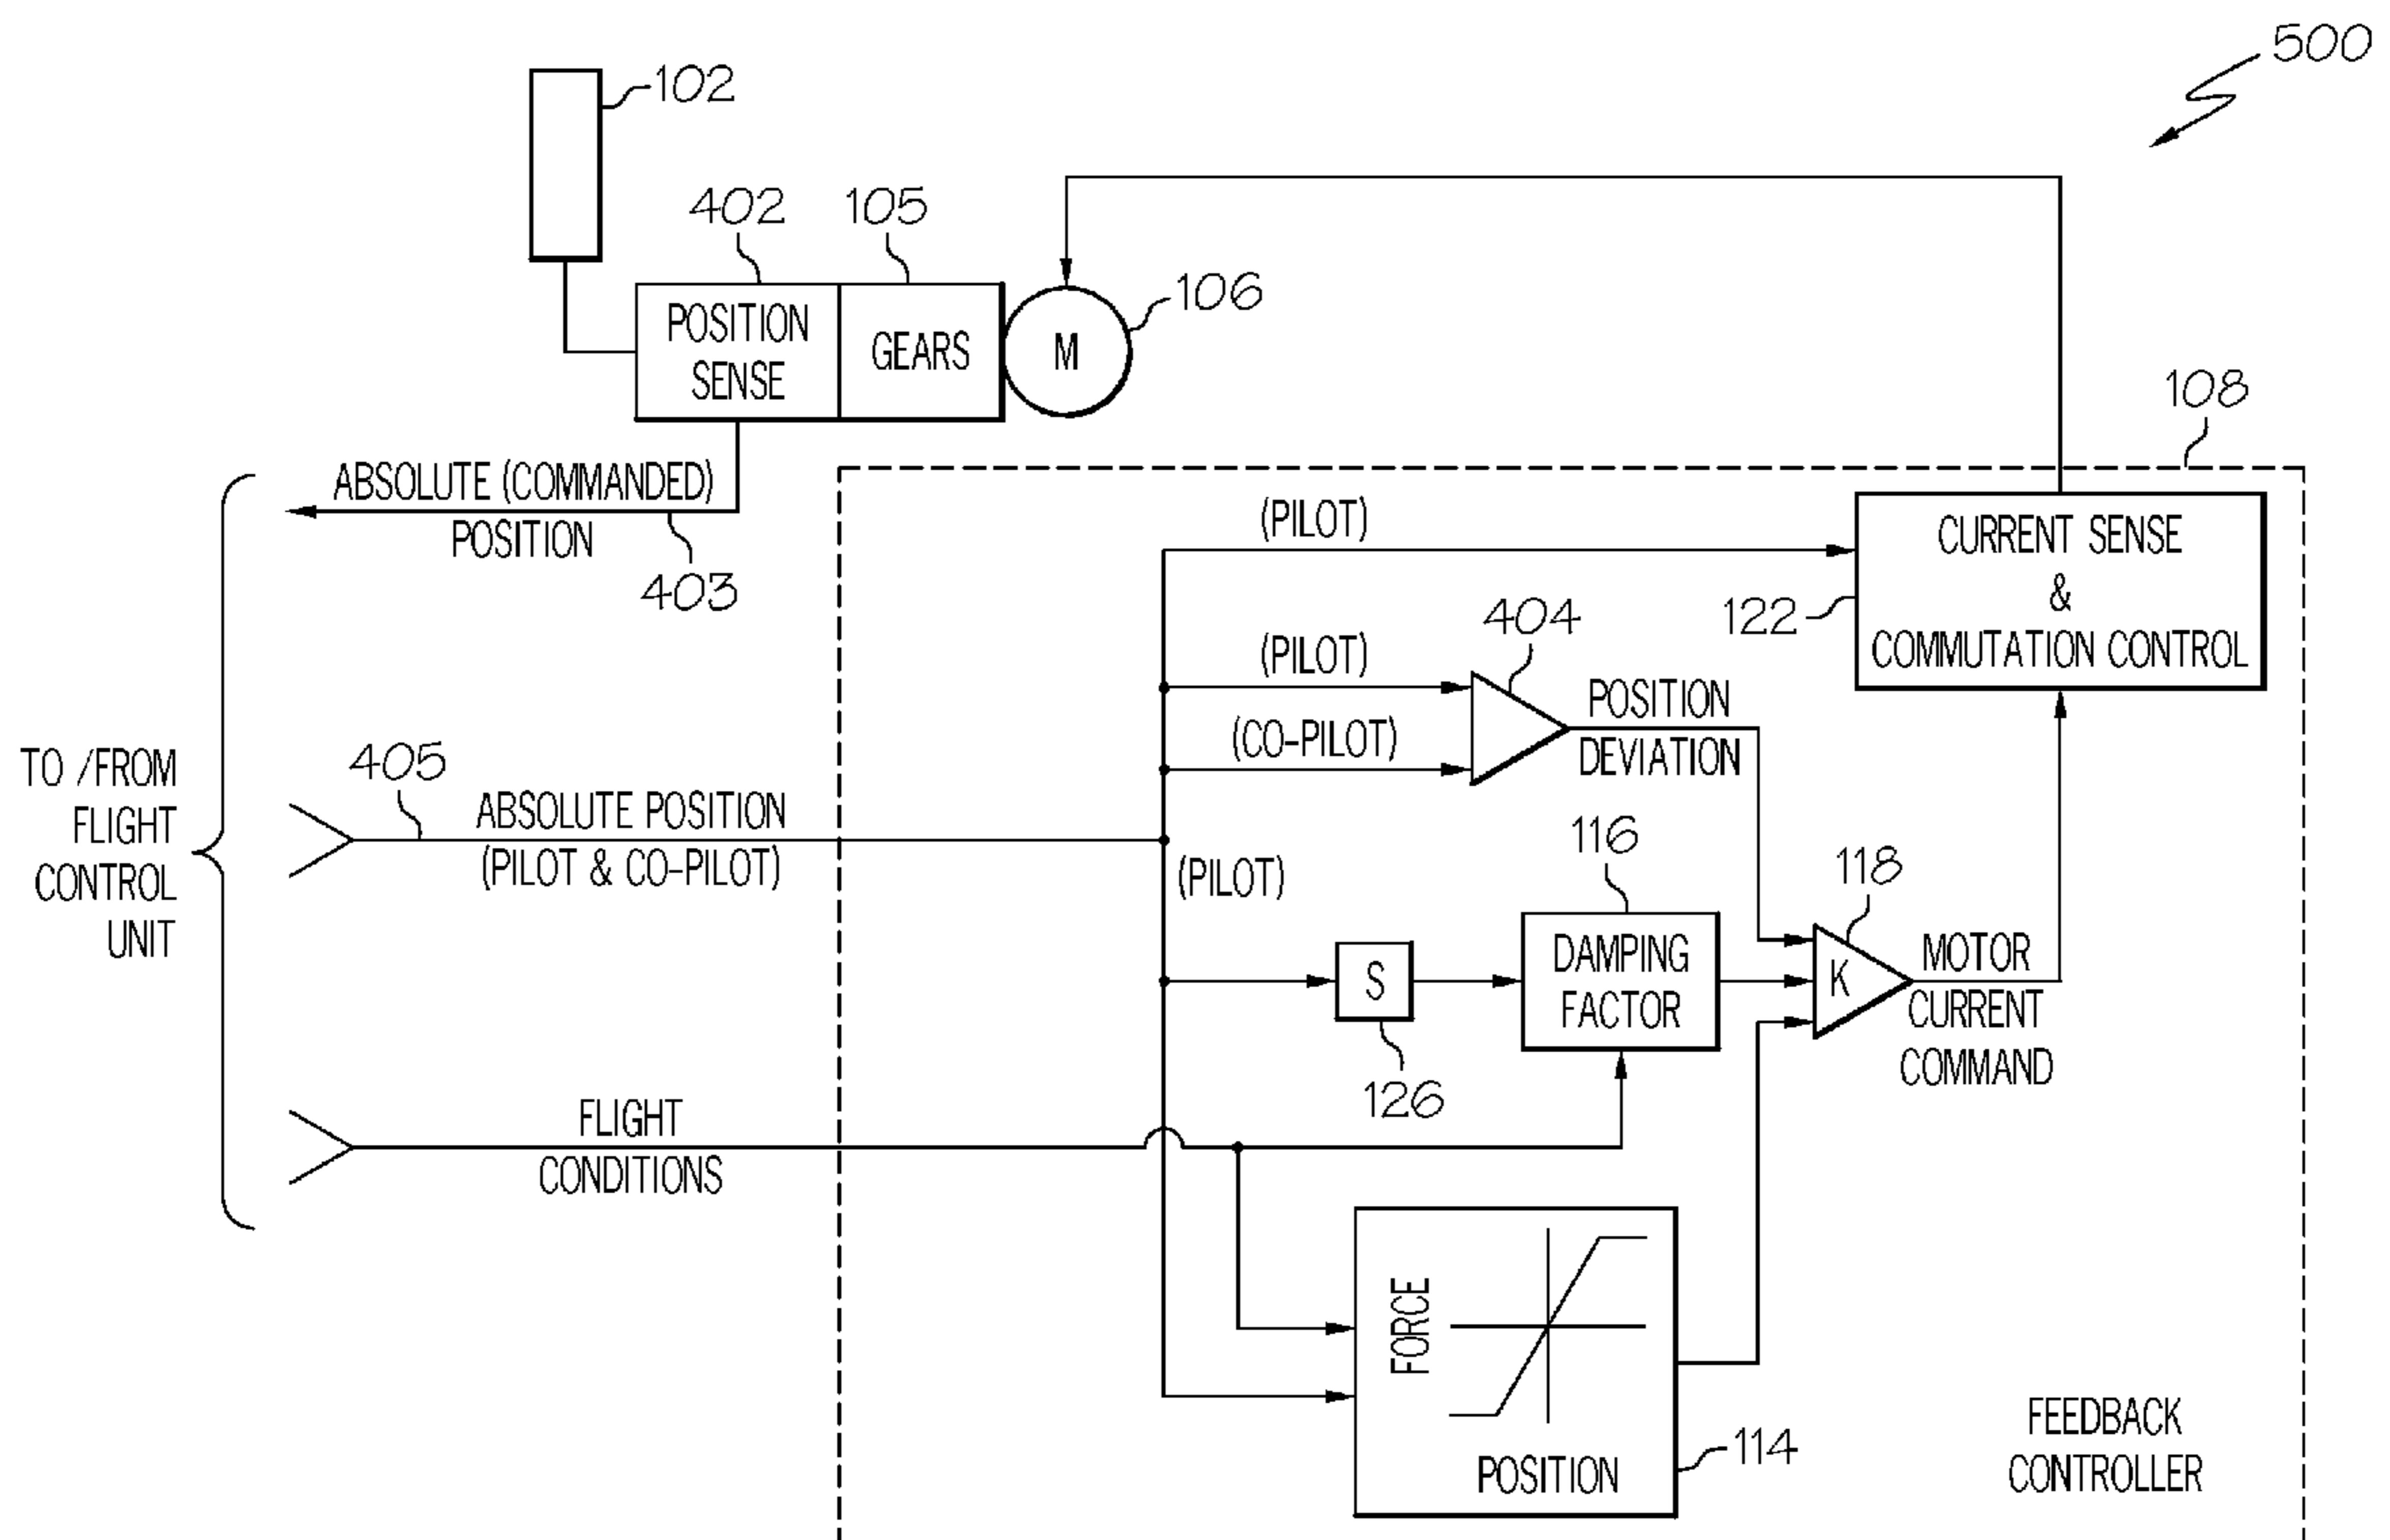 500
102
402
105
POSITION
SENSE
GEARS
M
106
108
ABSOLUTE (COMMANDED)
POSITION
403
(PILOT)
CURRENT SENSE
&
COMMUTATION CONTROL
122
(PILOT)
404
(CO-PILOT)
POSITION
DEVIATION
TO /FROM
FLIGHT
CONTROL
UNIT
405
ABSOLUTE POSITION
(PILOT & CO-PILOT)
(PILOT)
116
118
S
126
DAMPING
FACTOR
K
MOTOR
CURRENT
COMMAND
FLIGHT
CONDITIONS
FORCE
POSITION
114
FEEDBACK
CONTROLLER